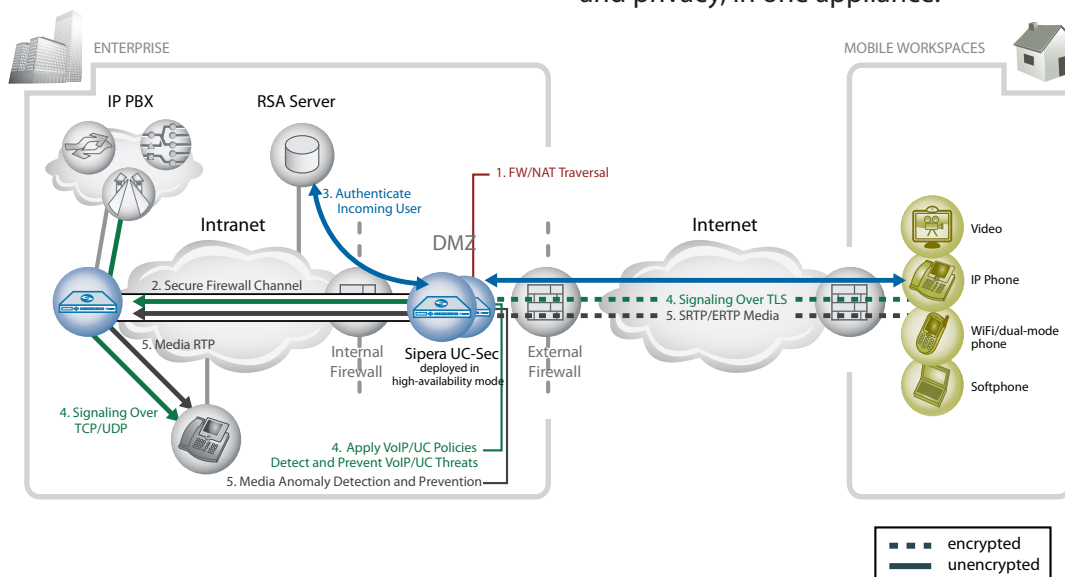 and privacy, in one appliance.
ENTERPRISE
MOBILE WORKSPACES
IP PBX
RSA Server
1. FW/NAT Traversal
3. Authenticate
Incoming User
Intranet
DMZ
Internet
Video
2. Secure Firewall Channel
IP Phone
4. Signaling Over TLS
5. SRTP/ERTP Media
WiFi/dual-mode
phone
5. Media RTP
Internal
Firewall
Sipera UC-Sec
deployed in
high-availability mode
External
Firewall
Softphone
4. Signaling Over
TCP/UDP
4. Apply VoIP/UC Policies
Detect and Prevent VoIP/UC Threats
5. Media Anomaly Detection and Prevention
encrypted
unencrypted